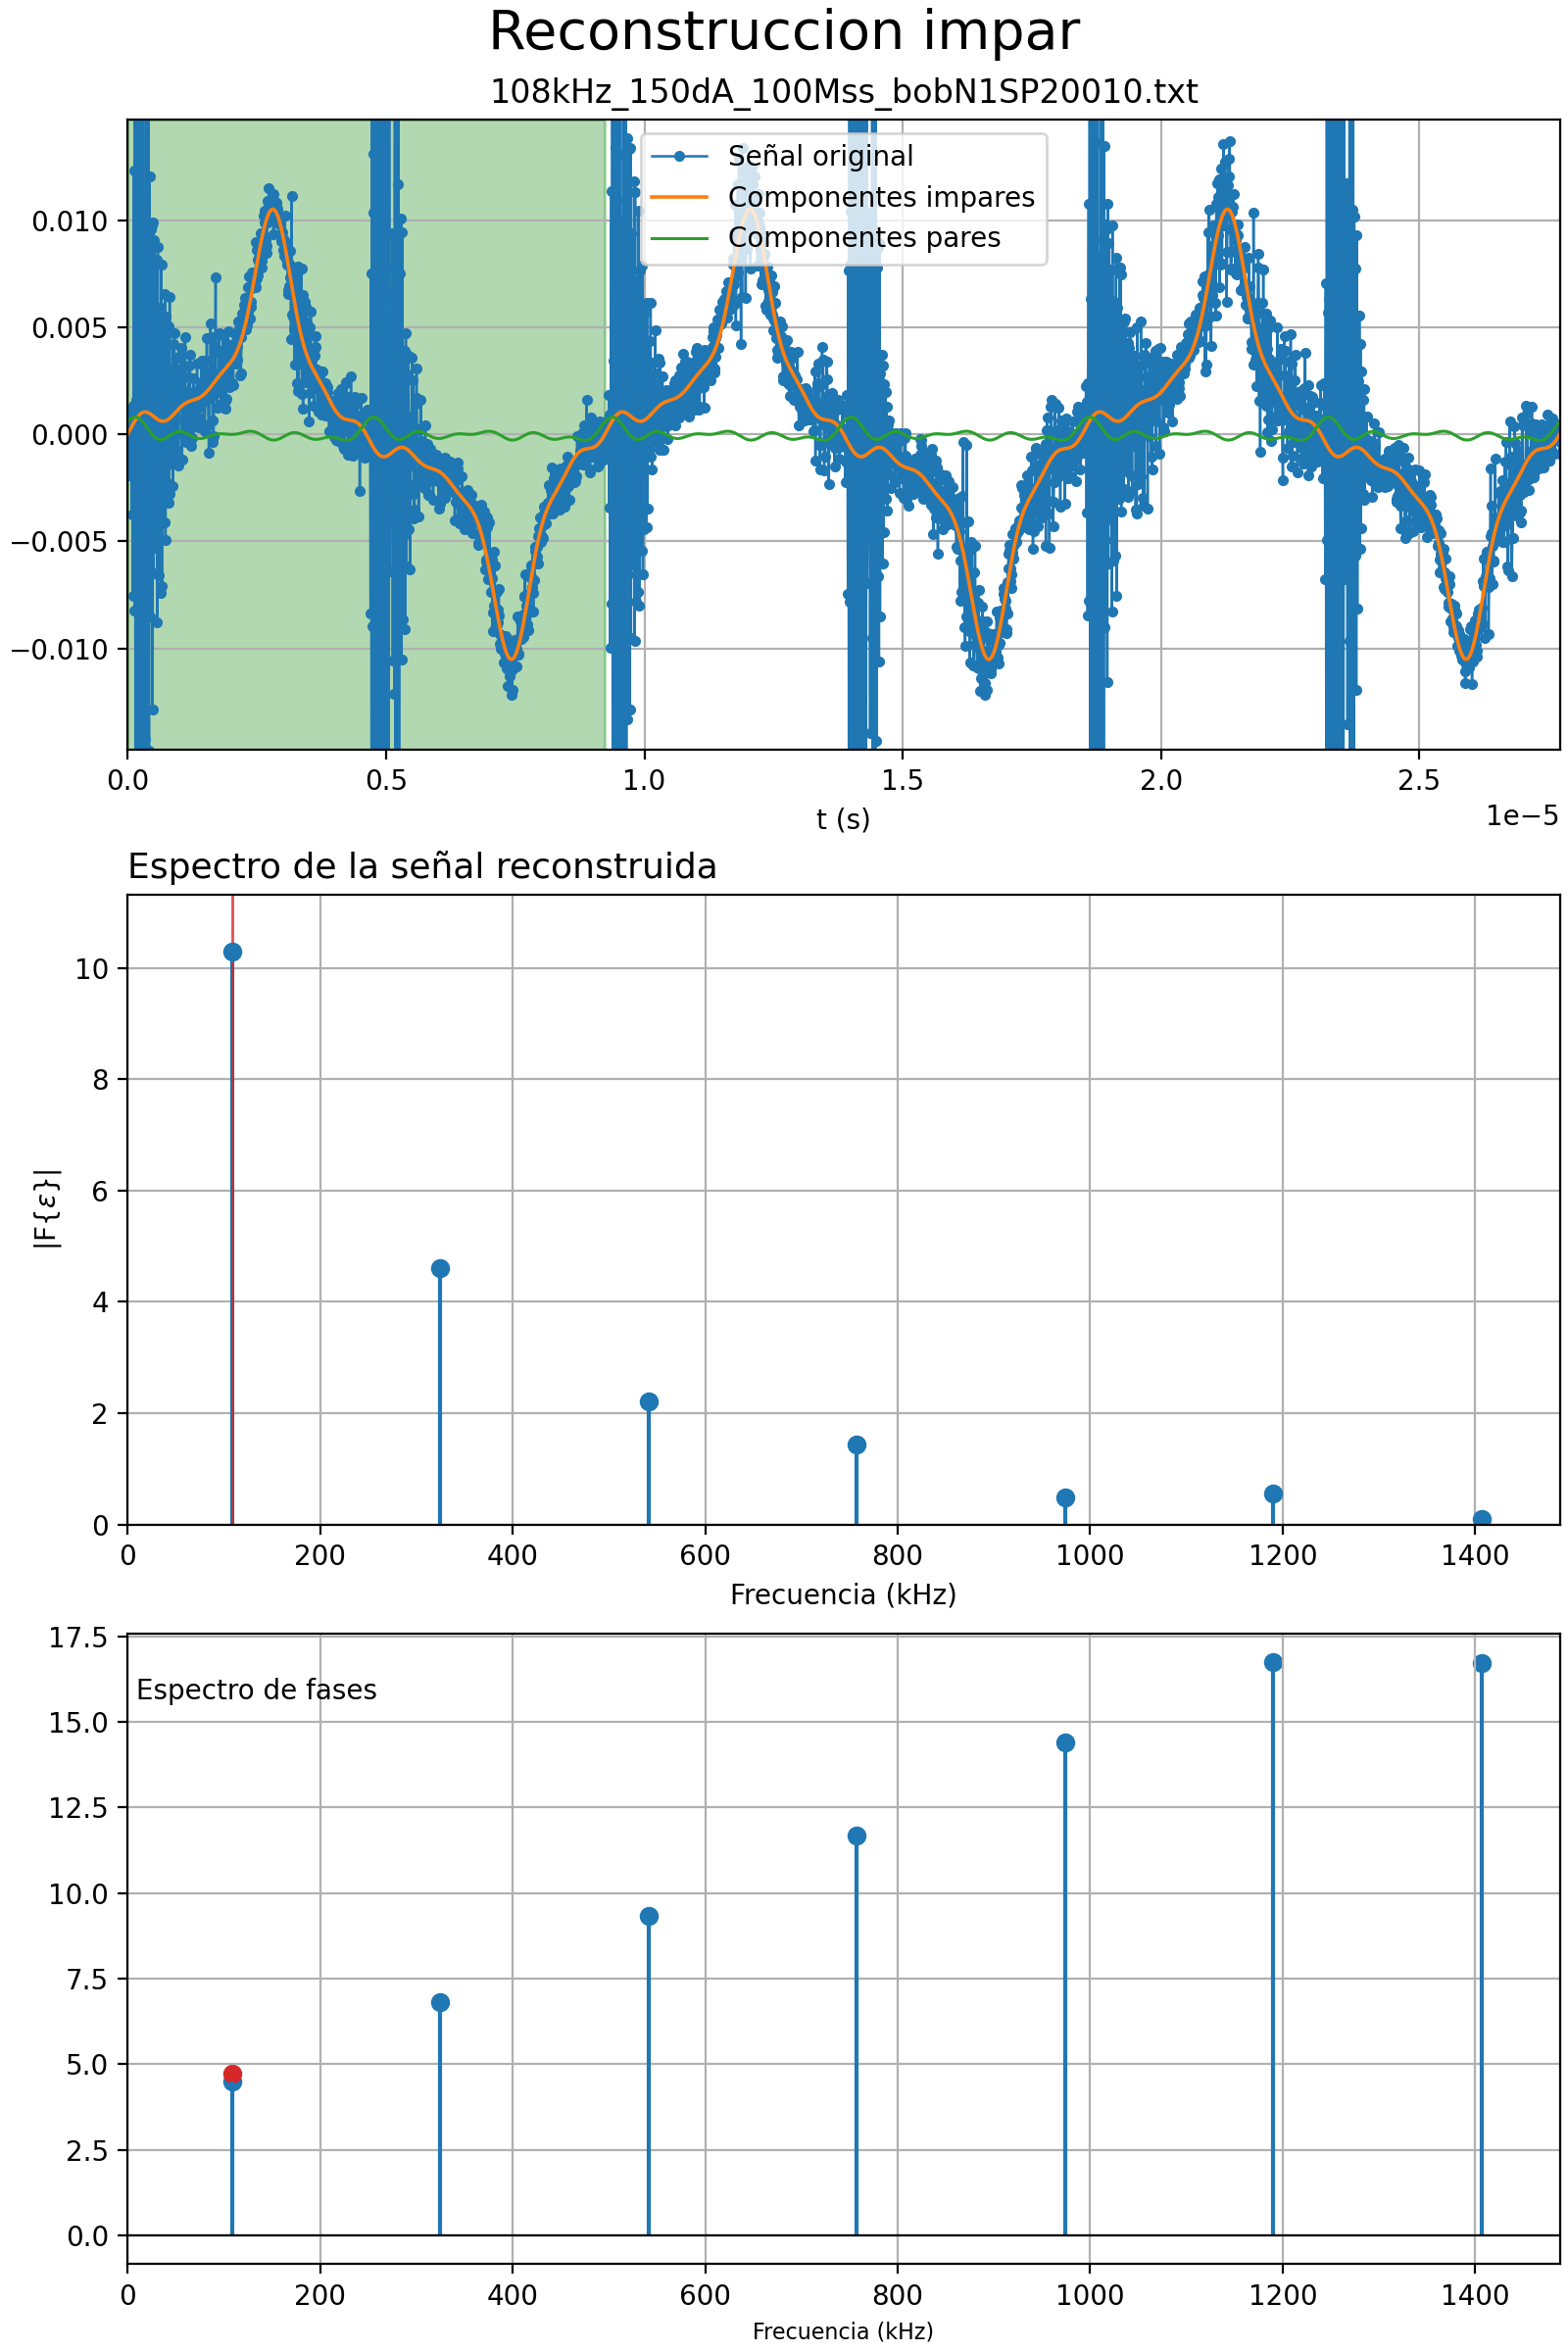 Reconstruccion impar
108kHz_150dA_100Mss_bobN1SP20010.txt
Señal original
Componentes impares
Componentes pares
0.010
0.005
0.000
−0.005
−0.010
0.0 0.5 1.0 1.5 2.0 2.5
1e−5
t (s)
Espectro de la señal reconstruida
|F{ε}|
10
8
6
4
2
0
0 200 400 600 800 1000 1200 1400
Frecuencia (kHz)
Espectro de fases
17.5
15.0
12.5
10.0
7.5
5.0
2.5
0.0
0 200 400 600 800 1000 1200 1400
Frecuencia (kHz)